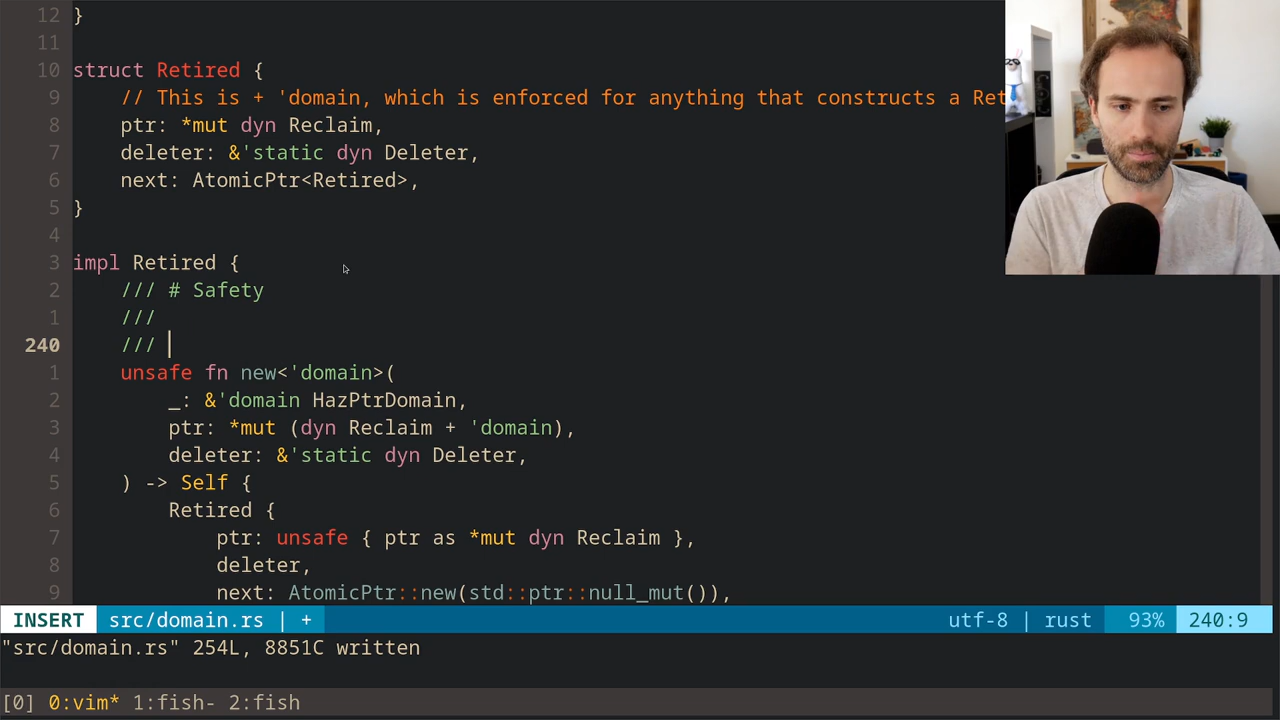 12 }
11
10 struct Retired {
9 // This is + 'domain, which is enforced for anything that constructs a Ret
8 ptr: *mut dyn Reclaim,
7 deleter: &'static dyn Deleter,
6 next: AtomicPtr<Retired>,
5 }
4
3 impl Retired {
2 /// # Safety
1 ///
240 ///
1 unsafe fn new<'domain>(
2 _: &'domain HazPtrDomain,
3 ptr: *mut (dyn Reclaim + 'domain),
4 deleter: &'static dyn Deleter,
5 ) -> Self {
6 Retired {
7 ptr: unsafe { ptr as *mut dyn Reclaim },
8 deleter,
9 next: AtomicPtr::new(std::ptr::null_mut()),
INSERT src/domain.rs | + utf-8 | rust 93% 240:9
"src/domain.rs" 254L, 8851C written
[0] 0:vim* 1:fish- 2:fish